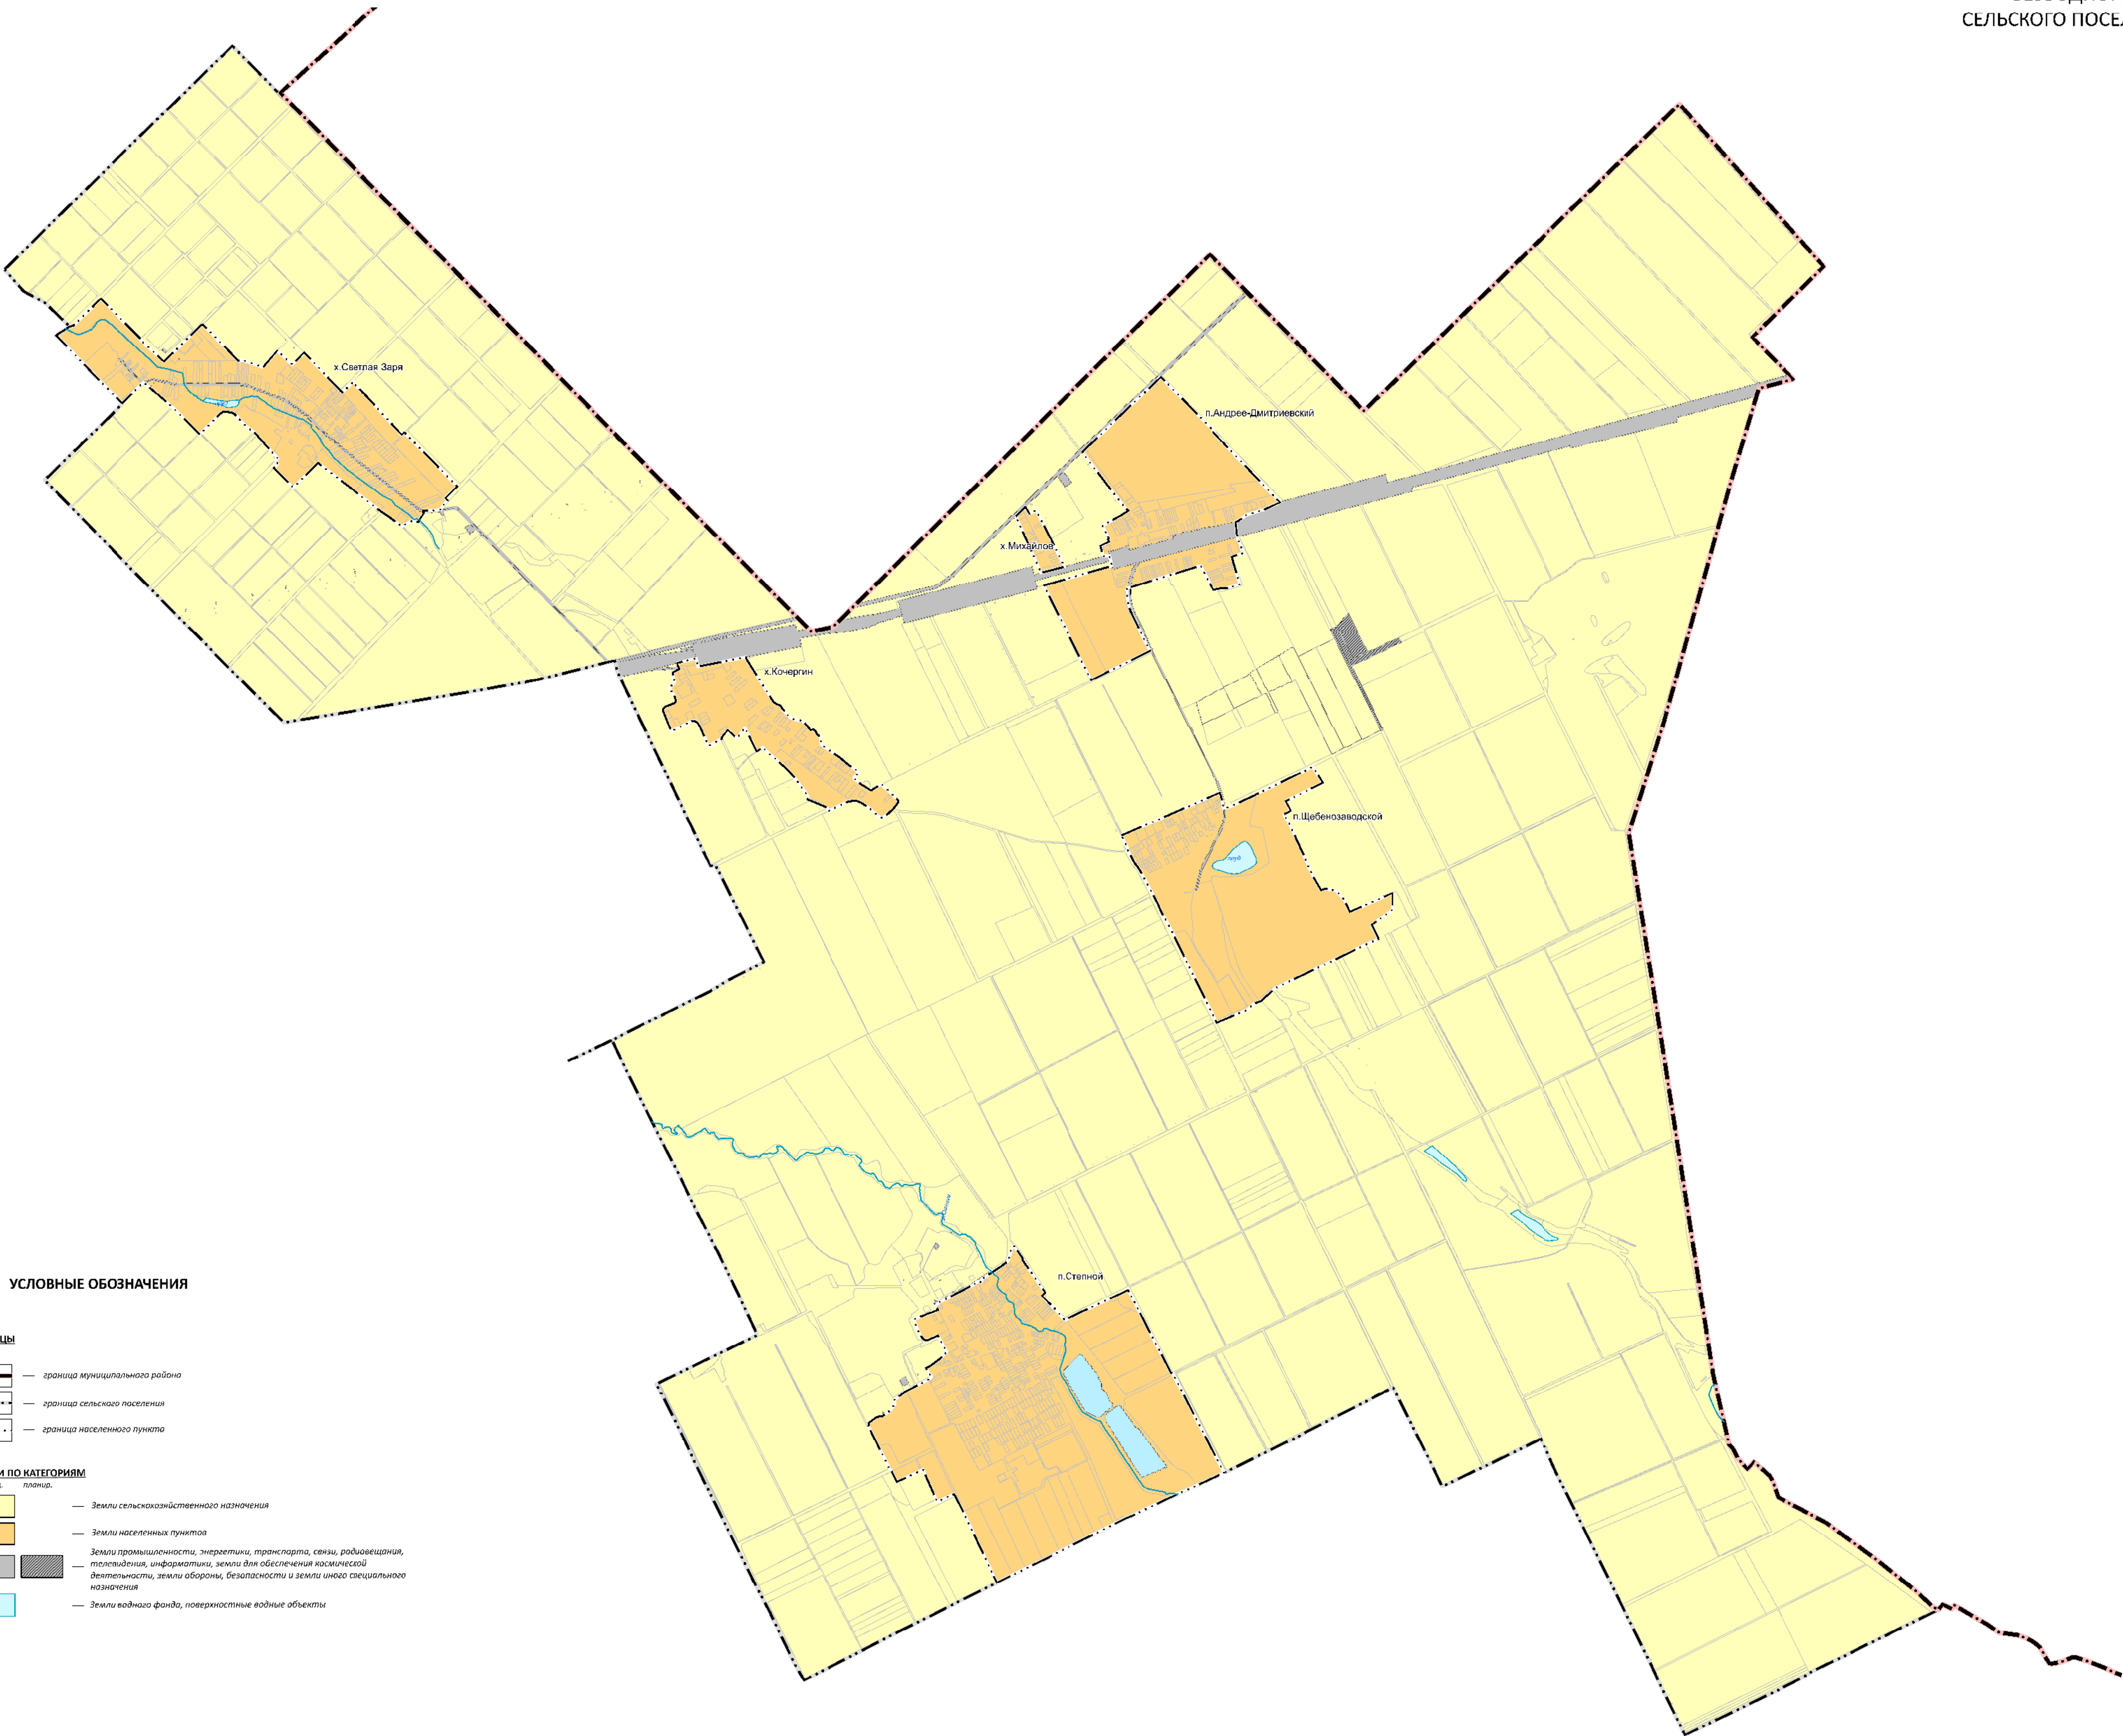 СЕЛЬСКОГО ПОСЕЛ
х.Светлая Заря
п.Андрее-Дмитриевский
х.Михайлов
х.Кочергин
п.Щебенозаводской
пруд
п.Степной
УСЛОВНЫЕ ОБОЗНАЧЕНИЯ
ЦЫ
— граница муниципального района
— граница сельского поселения
— граница населенного пункта
И ПО КАТЕГОРИЯМ
планир.
— Земли сельскохозяйственного назначения
— Земли населенных пунктов
Земли промышленности, энергетики, транспорта, связи, радиовещания,
— телевидения, информатики, земли для обеспечения космической
деятельности, земли обороны, безопасности и земли иного специального
назначения
— Земли водного фонда, поверхностные водные объекты